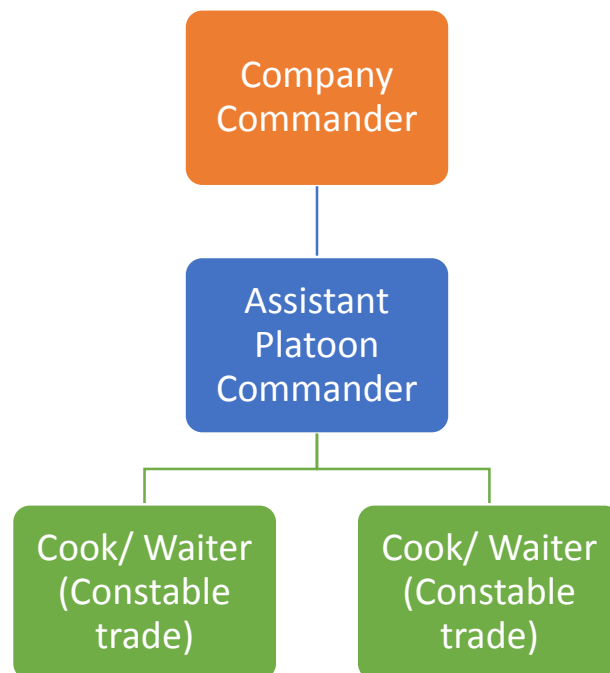 Company
Commander
Assistant
Platoon
Commander
Cook/ Waiter
(Constable
trade)
Cook/ Waiter
(Constable
trade)